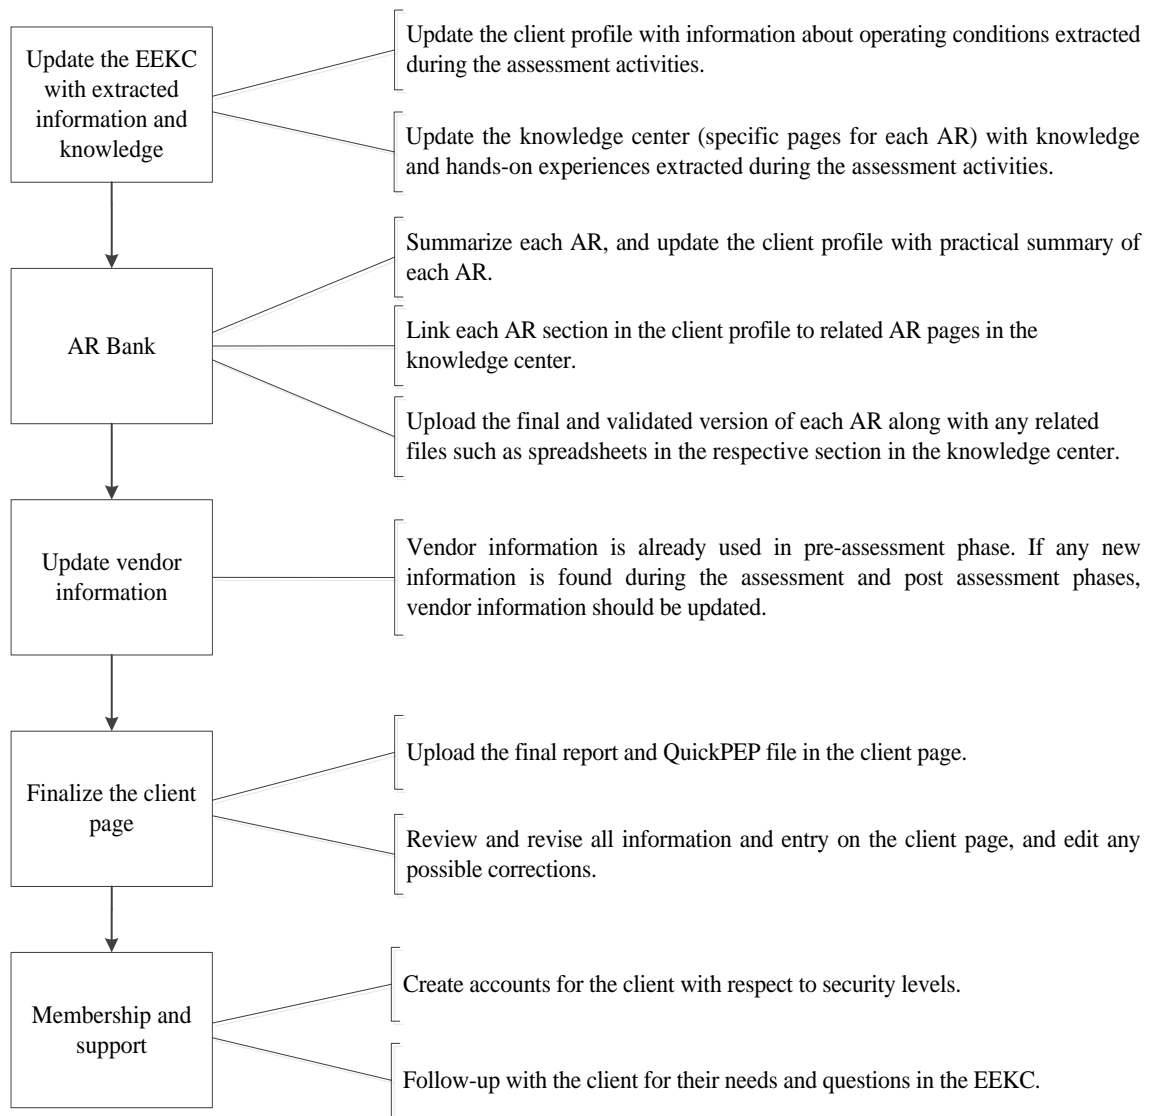 Update the EEKC
with extracted
information and
knowledge
Update the client profile with information about operating conditions extracted
during the assessment activities.
Update the knowledge center (specific pages for each AR) with knowledge
and hands-on experiences extracted during the assessment activities.
AR Bank
Summarize each AR, and update the client profile with practical summary of
each AR.
Link each AR section in the client profile to related AR pages in the
knowledge center.
Upload the final and validated version of each AR along with any related
files such as spreadsheets in the respective section in the knowledge center.
Update vendor
information
Vendor information is already used in pre-assessment phase. If any new
information is found during the assessment and post assessment phases,
vendor information should be updated.
Finalize the client
page
Upload the final report and QuickPEP file in the client page.
Review and revise all information and entry on the client page, and edit any
possible corrections.
Membership and
support
Create accounts for the client with respect to security levels.
Follow-up with the client for their needs and questions in the EEKC.